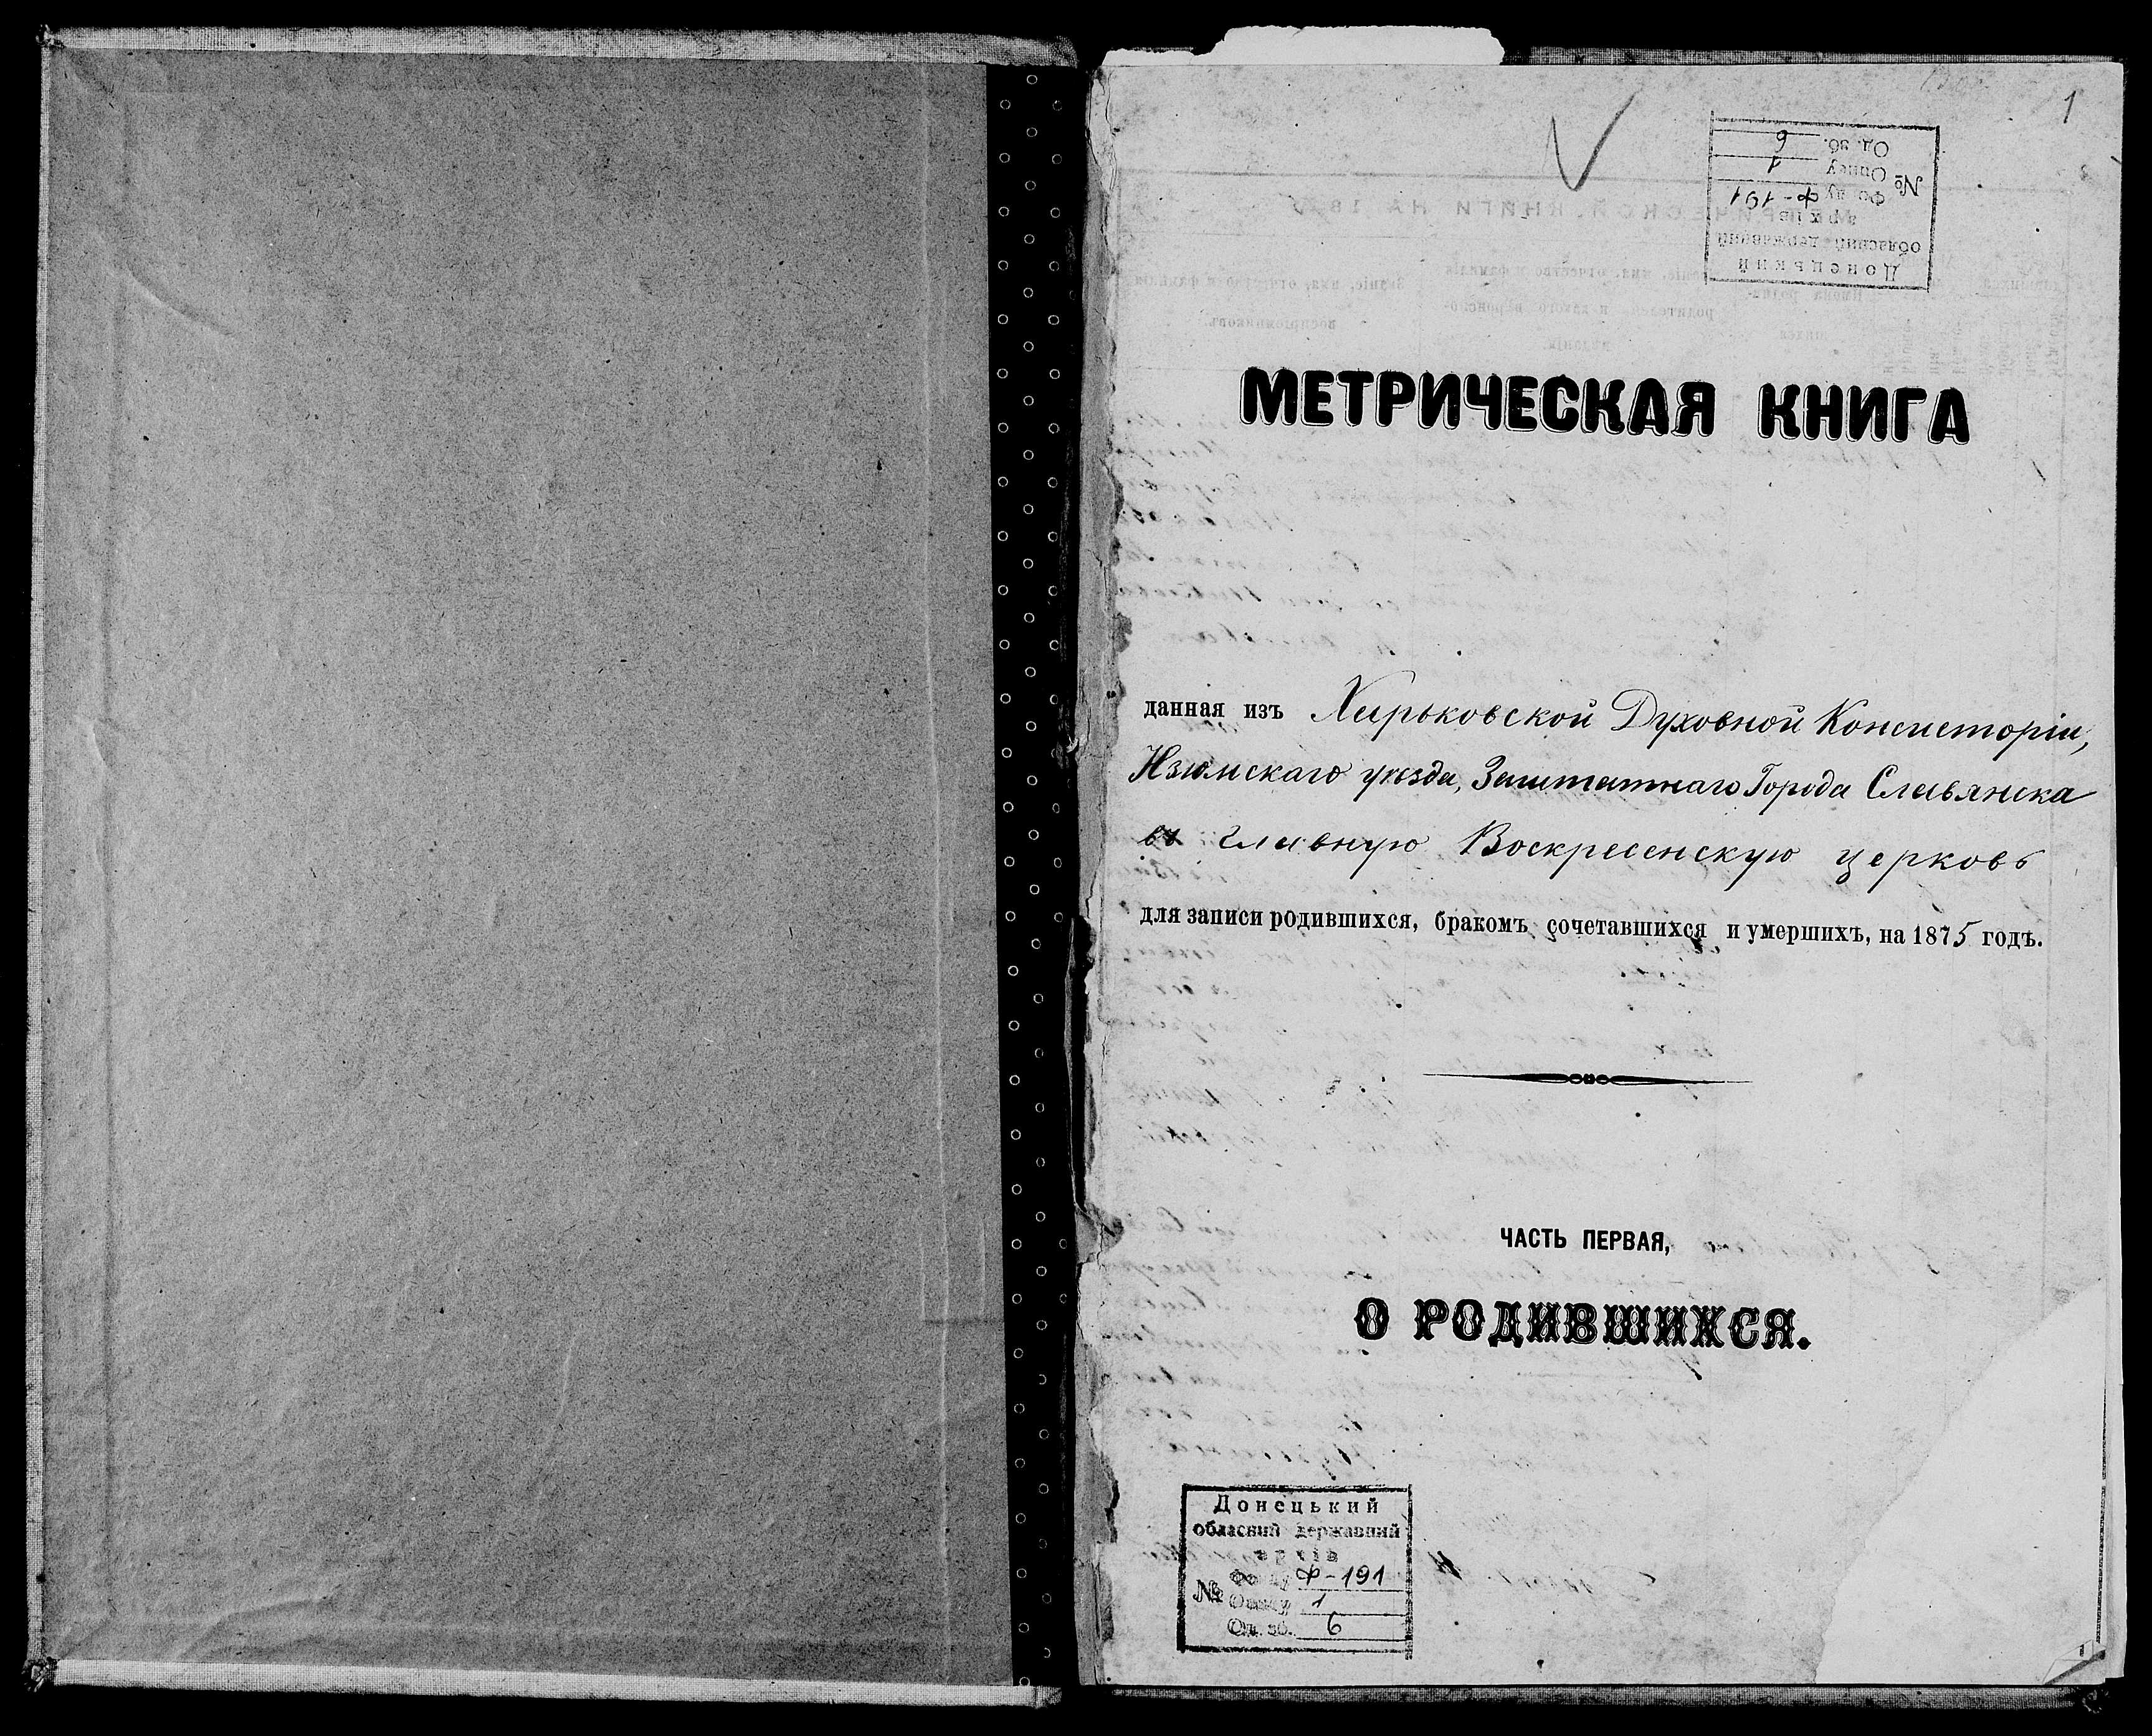 1
Донецький
обласний державний
архів
№ Фонду Ф-191
Опису 1
Од. зб. 6
МЕТРИЧЕСКАЯ КНИГА
данная изъ Харьковской Духовной Консисторіи,
Изюмскаго уѣзда, Заштатнаго Города Славянска
въ главную Воскресенскую церковь
для записи родившихся, бракомъ сочетавшихся и умершихъ, на 1875 годъ.
ЧАСТЬ ПЕРВАЯ,
О РОДИВШИХСЯ.
Донецький
обласний державний
архів
№ Фонду Ф-191
Опису 1
Од. зб. 6